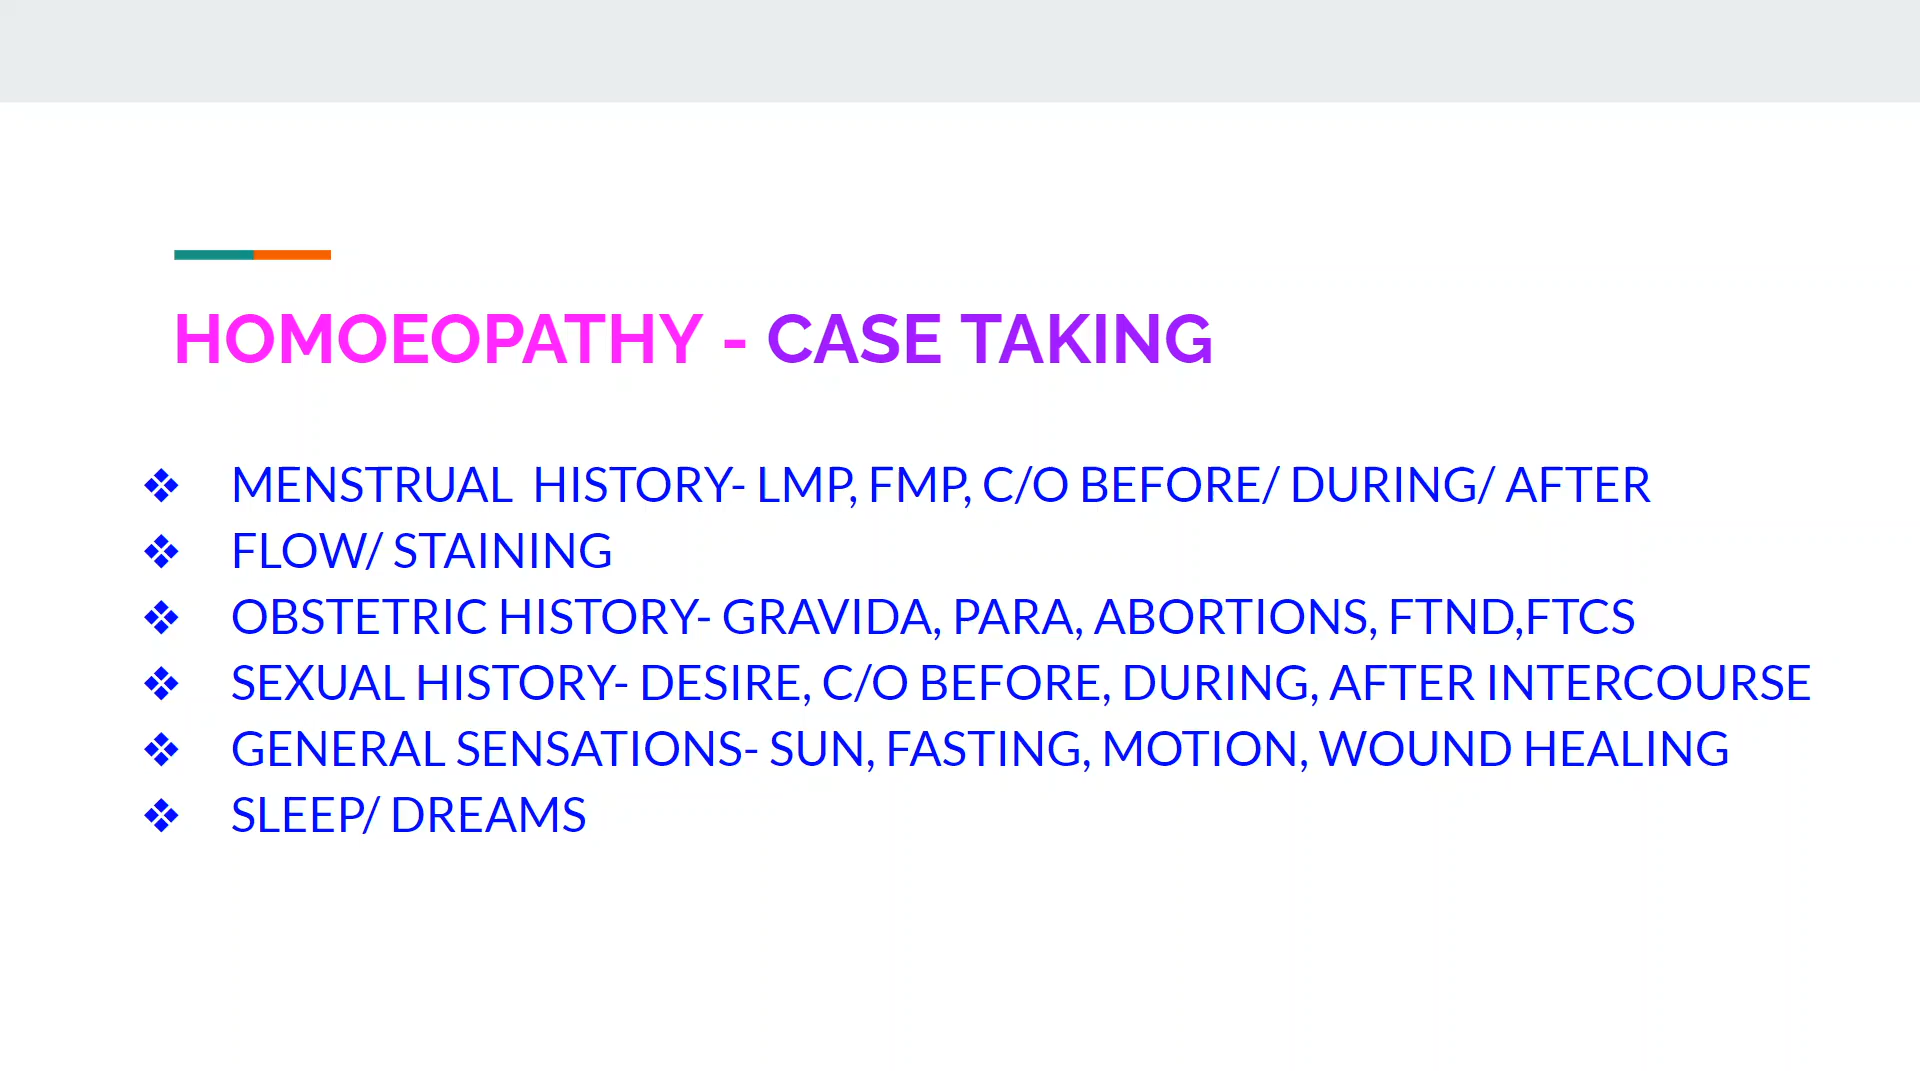 HOMOEOPATHY - CASE TAKING
❖ MENSTRUAL HISTORY- LMP, FMP, C/O BEFORE/ DURING/ AFTER
❖ FLOW/ STAINING
❖ OBSTETRIC HISTORY- GRAVIDA, PARA, ABORTIONS, FTND,FTCS
❖ SEXUAL HISTORY- DESIRE, C/O BEFORE, DURING, AFTER INTERCOURSE
❖ GENERAL SENSATIONS- SUN, FASTING, MOTION, WOUND HEALING
❖ SLEEP/ DREAMS